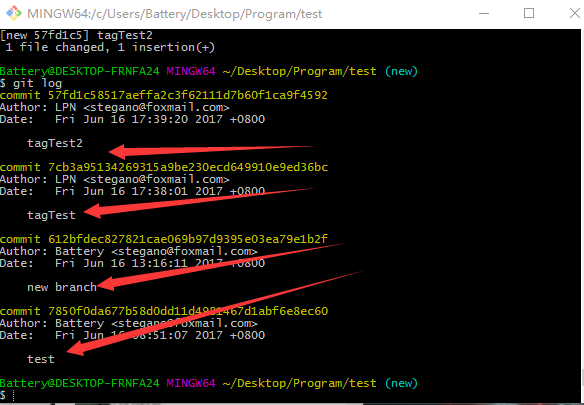 MINGW64:/c/Users/Battery/Desktop/Program/test
[new 57fd1c5] tagTest2
1 file changed, 1 insertion(+)
Battery@DESKTOP-FRNFA24 MINGW64 ~/Desktop/Program/test (new)
$ git log
commit 57fd1c58517aeffa2c3f62111d7b60f1ca9f4592
Author: LPN <stegano@foxmail.com>
Date: Fri Jun 16 17:39:20 2017 +0800
tagTest2
commit 7cb3a95134269315a9be230ecd649910e9ed36bc
Author: LPN <stegano@foxmail.com>
Date: Fri Jun 16 17:38:01 2017 +0800
tagTest
commit 612bfdec827821cae069b97d9395e03ea79e1b2f
Author: Battery <stegano@foxmail.com>
Date: Fri Jun 16 13:16:11 2017 +0800
new branch
commit 7850f0da677b58d0dd11d4981467d1abf6e8ec60
Author: Battery <stegano@foxmail.com>
Date: Fri Jun 16 08:51:07 2017 +0800
test
Battery@DESKTOP-FRNFA24 MINGW64 ~/Desktop/Program/test (new)
$